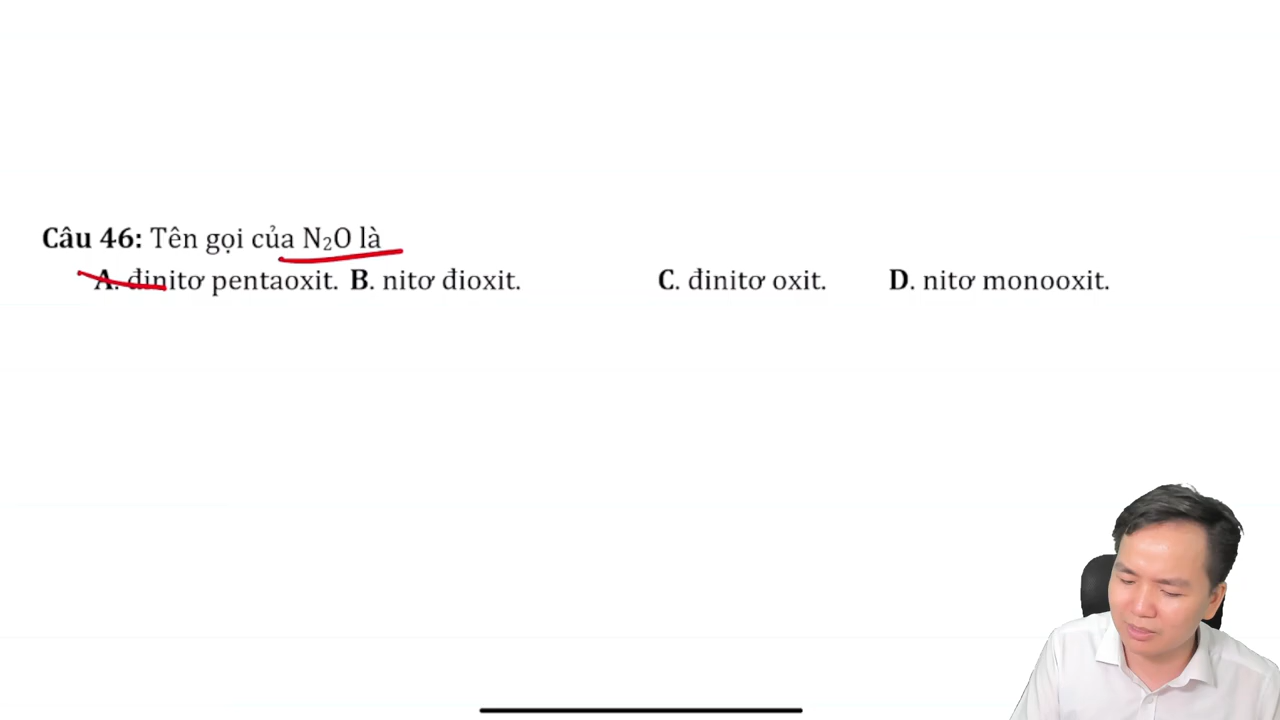 Câu 46: Tên gọi của N₂O là
A. đinitơ pentaoxit. B. nitơ đioxit. C. đinitơ oxit. D. nitơ monooxit.